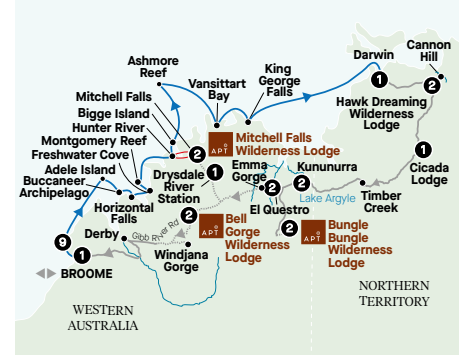 Ashmore
Reef
Darwin
Cannon
Hill
Vansittart
Bay
King
George
Falls
1
2
Hawk Dreaming
Wilderness
Lodge
Mitchell Falls
Bigge Island
Hunter River
Montgomery Reef
Freshwater Cove
Adele Island
Buccaneer
Archipelago
2
APT
Mitchell Falls
Wilderness Lodge
1
Cicada
Lodge
Drysdale
River
Station
1
Emma
Gorge
2
Kununurra
2
Lake Argyle
Timber
Creek
El Questro
Horizontal
Falls
Derby
Gibb River Rd
2
APT
Bell
Gorge
Wilderness
Lodge
2
APT
Bungle
Bungle
Wilderness
Lodge
9
1
BROOME
Windjana
Gorge
WESTERN
AUSTRALIA
NORTHERN
TERRITORY